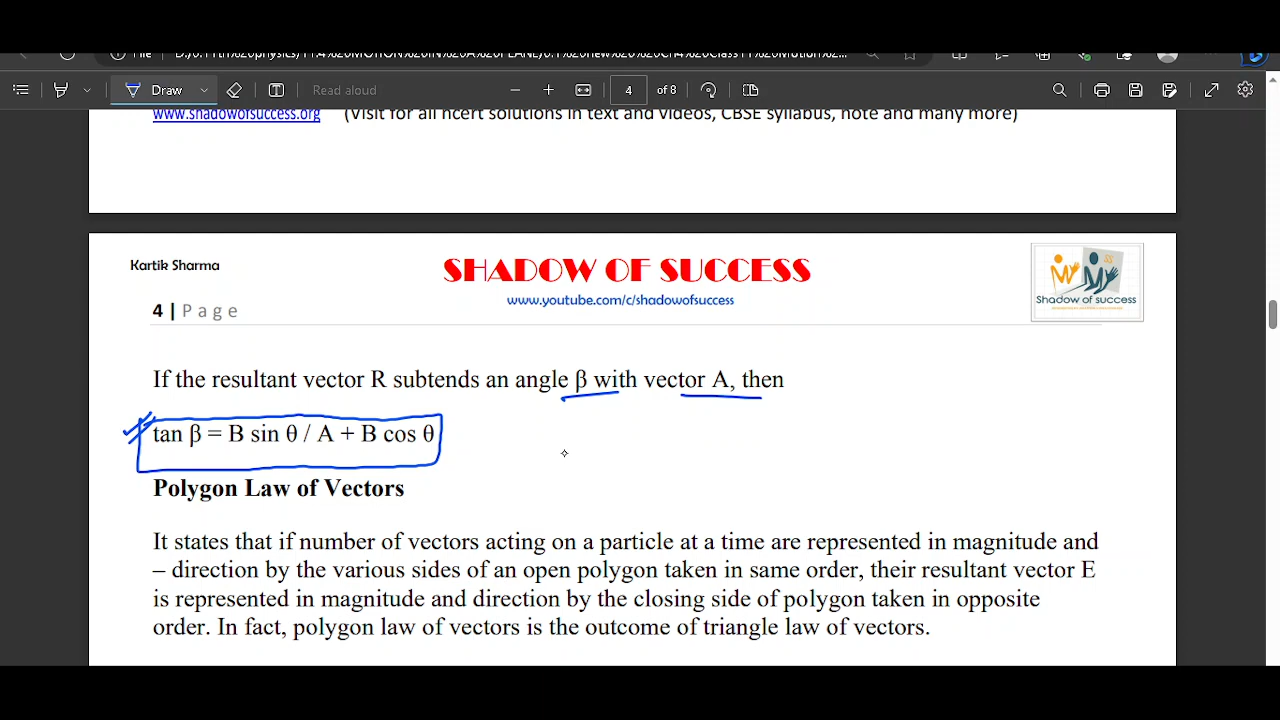 Draw
Read aloud
4 of 8
www.shadowofsuccess.org (Visit for all ncert solutions in text and videos, CBSE syllabus, note and many more)
Kartik Sharma
SHADOW OF SUCCESS
www.youtube.com/c/shadowofsuccess
SS
Shadow of success
4 | Page
If the resultant vector R subtends an angle β with vector A, then
tan β = B sin θ / A + B cos θ
Polygon Law of Vectors
It states that if number of vectors acting on a particle at a time are represented in magnitude and
– direction by the various sides of an open polygon taken in same order, their resultant vector E
is represented in magnitude and direction by the closing side of polygon taken in opposite
order. In fact, polygon law of vectors is the outcome of triangle law of vectors.